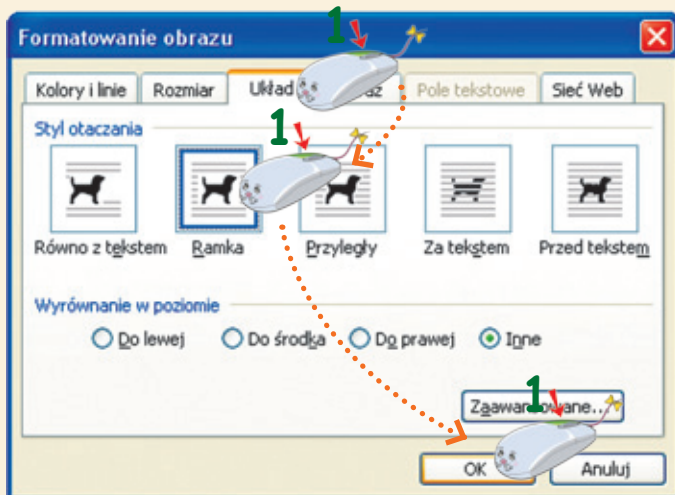 Formatowanie obrazu
1
Kolory i linie Rozmiar Układ Pole tekstowe Sieć Web
Styl otaczania
1
Równo z tekstem Ramka Przyległy Za tekstem Przed tekstem
Wyrównanie w poziomie
Do lewej Do środka Do prawej Inne
1
Zaawansowane...
OK Anuluj